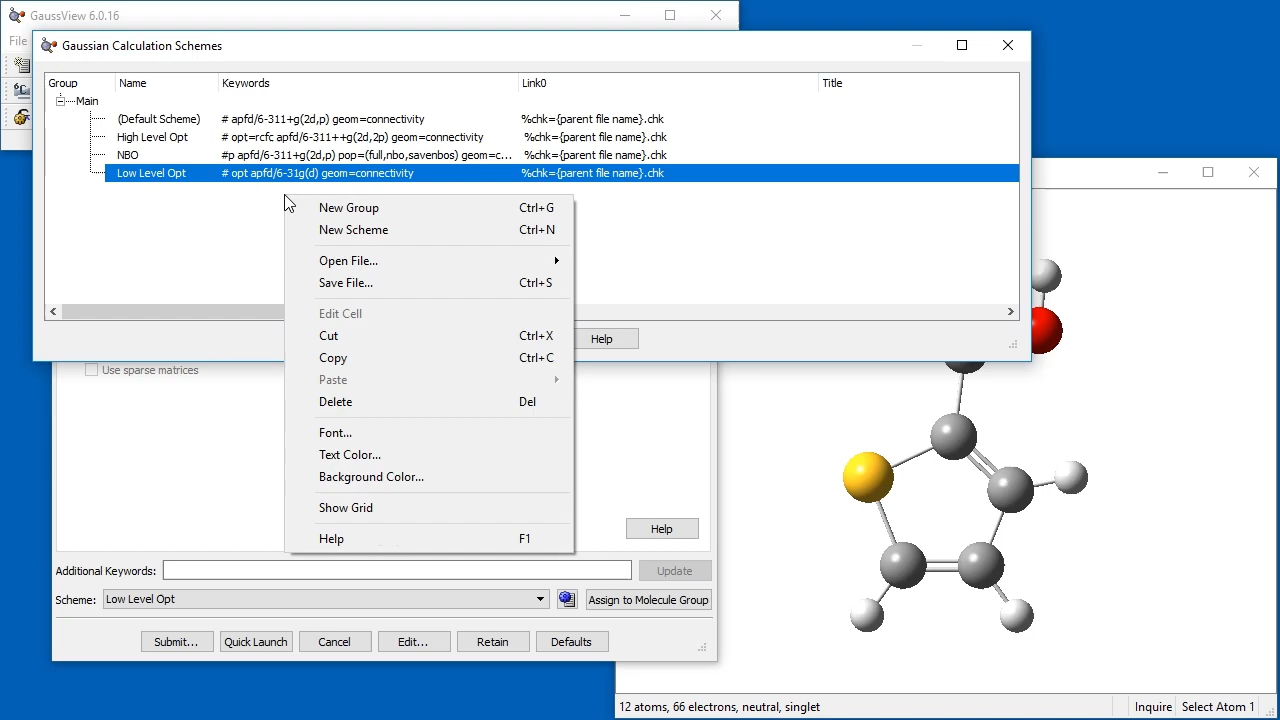 GaussView 6.0.16
File
Gaussian Calculation Schemes
Group Name Keywords Link0 Title
Main
(Default Scheme) # apfd/6-311+g(2d,p) geom=connectivity %chk={parent file name}.chk
High Level Opt # opt=rcfc apfd/6-311++g(2d,2p) geom=connectivity %chk={parent file name}.chk
NBO #p apfd/6-311+g(2d,p) pop=(full,nbo,savenbos) geom=c... %chk={parent file name}.chk
Low Level Opt # opt apfd/6-31g(d) geom=connectivity %chk={parent file name}.chk
New Group Ctrl+G
New Scheme Ctrl+N
Open File...
Save File... Ctrl+S
Edit Cell
Cut Ctrl+X
Copy Ctrl+C
Paste
Delete Del
Font...
Text Color...
Background Color...
Show Grid
Help F1
Help
Use sparse matrices
Help
Additional Keywords: Update
Scheme: Low Level Opt Assign to Molecule Group
Submit... Quick Launch Cancel Edit... Retain Defaults
12 atoms, 66 electrons, neutral, singlet Inquire Select Atom 1